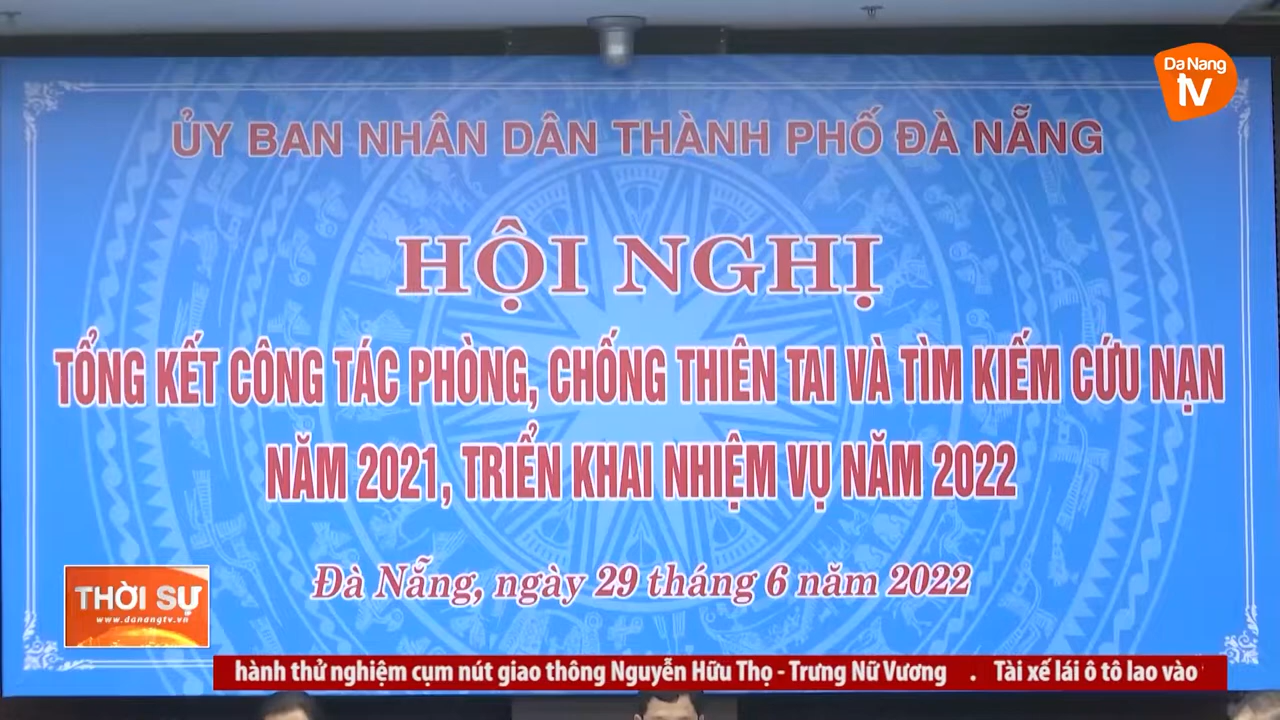 Da Nang
tv
ỦY BAN NHÂN DÂN THÀNH PHỐ ĐÀ NẴNG
HỘI NGHỊ
TỔNG KẾT CÔNG TÁC PHÒNG, CHỐNG THIÊN TAI VÀ TÌM KIẾM CỨU NẠN
NĂM 2021, TRIỂN KHAI NHIỆM VỤ NĂM 2022
Đà Nẵng, ngày 29 tháng 6 năm 2022
THỜI SỰ
www.danangtv.vn
hành thử nghiệm cụm nút giao thông Nguyễn Hữu Thọ - Trưng Nữ Vương . Tài xế lái ô tô lao vào